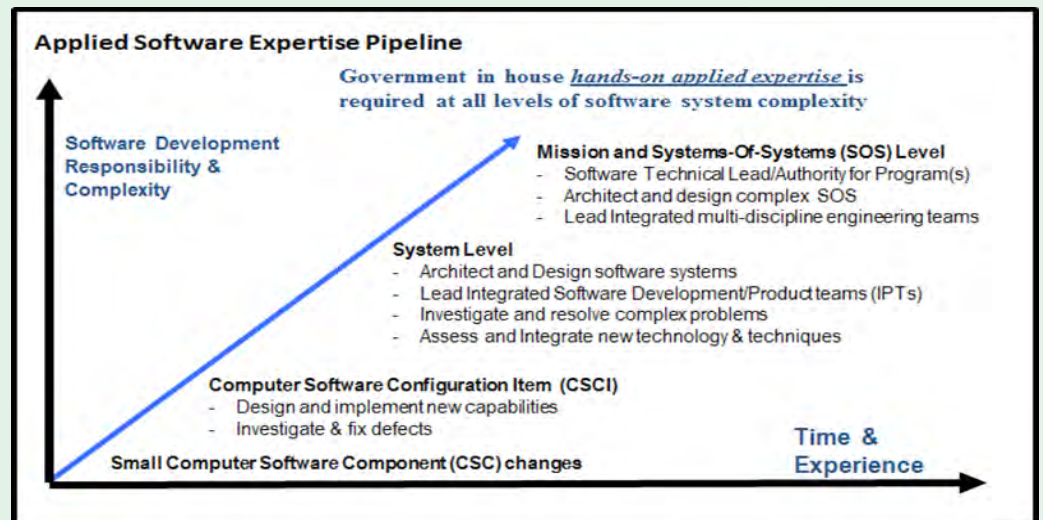 Applied Software Expertise Pipeline
Government in house hands-on applied expertise is
required at all levels of software system complexity
Software Development
Responsibility &
Complexity
Mission and Systems-Of-Systems (SOS) Level
- Software Technical Lead/Authority for Program(s)
- Architect and design complex SOS
- Lead Integrated multi-discipline engineering teams
System Level
- Architect and Design software systems
- Lead Integrated Software Development/Product teams (IPTs)
- Investigate and resolve complex problems
- Assess and Integrate new technology & techniques
Computer Software Configuration Item (CSCI)
- Design and implement new capabilities
- Investigate & fix defects
Small Computer Software Component (CSC) changes
Time &
Experience